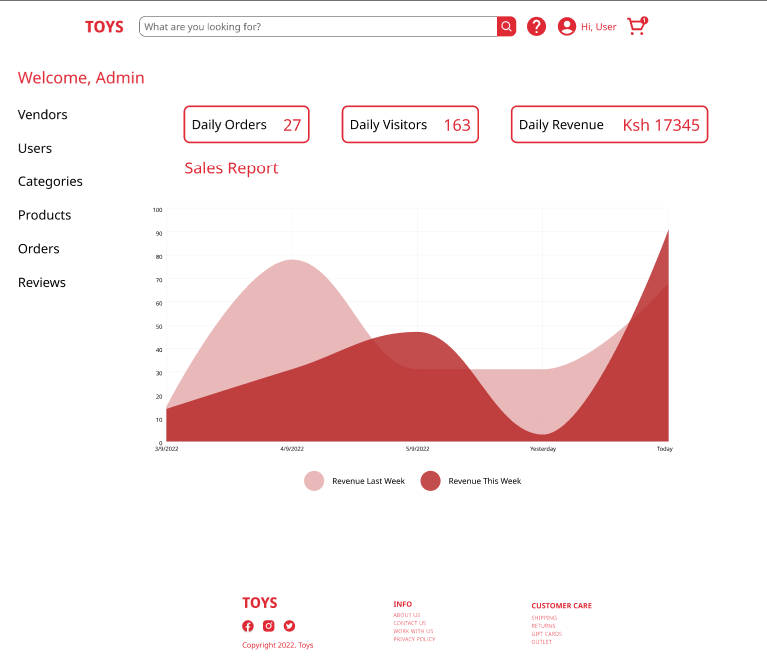 TOYS
What are you looking for?
Hi, User
1
Welcome, Admin
Vendors
Users
Categories
Products
Orders
Reviews
Daily Orders 27
Daily Visitors 163
Daily Revenue Ksh 17345
Sales Report
100
90
80
70
60
50
40
30
20
10
0
3/9/2022 4/9/2022 5/9/2022 Yesterday Today
Revenue Last Week Revenue This Week
TOYS
Copyright 2022. Toys
INFO
ABOUT US
CONTACT US
WORK WITH US
PRIVACY POLICY
CUSTOMER CARE
SHIPPING
RETURNS
GIFT CARDS
OUTLET